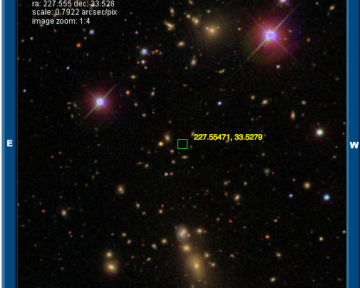 ra: 227.555 dec: 33.528
scale: 0.7922 arcsec/pix
image zoom: 1:4
227.55471, 33.5279
E
W